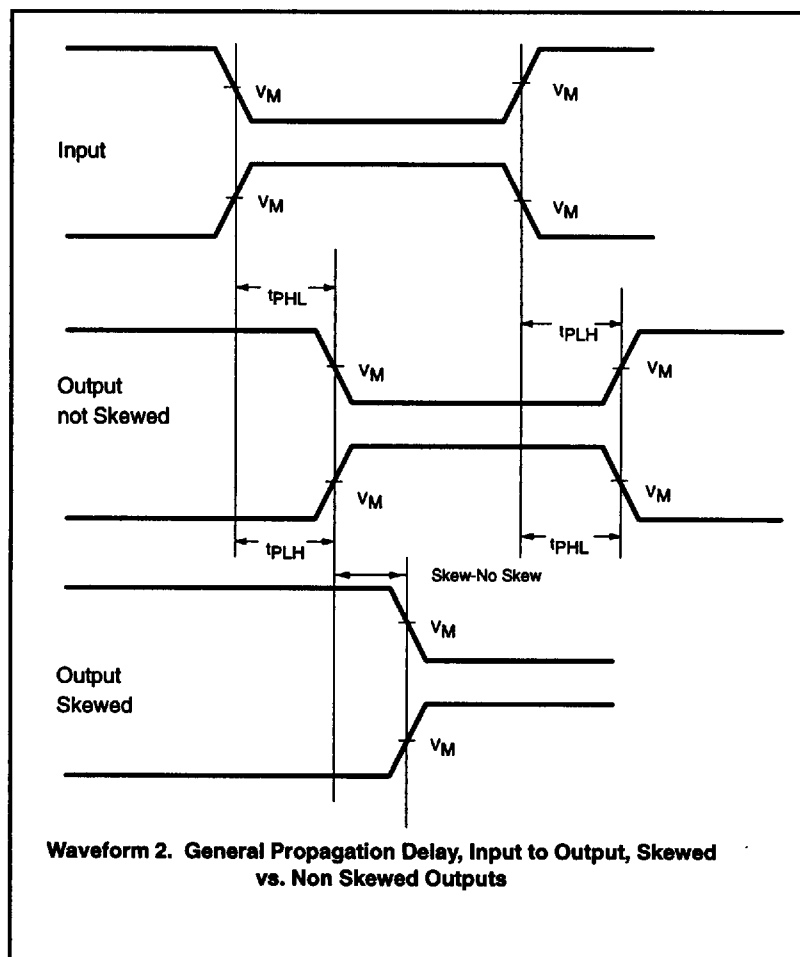 VM
VM
Input
VM
VM
tPHL
tPLH
VM
VM
Output
not Skewed
VM
VM
tPLH
tPHL
Skew-No Skew
VM
Output
Skewed
VM
Waveform 2. General Propagation Delay, Input to Output, Skewed
vs. Non Skewed Outputs